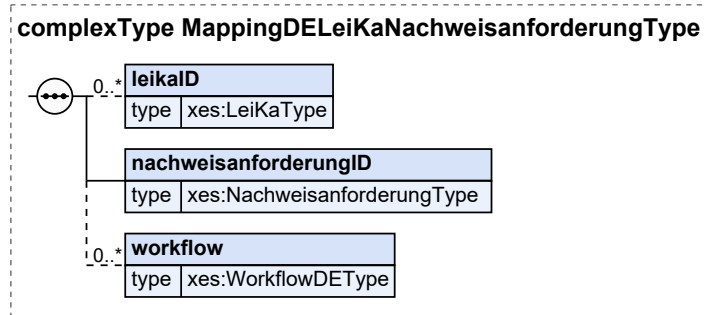 complexType MappingDELeiKaNachweisanforderungType
0..* leikaID
type xes:LeiKaType
nachweisanforderungID
type xes:NachweisanforderungType
0..* workflow
type xes:WorkflowDEType